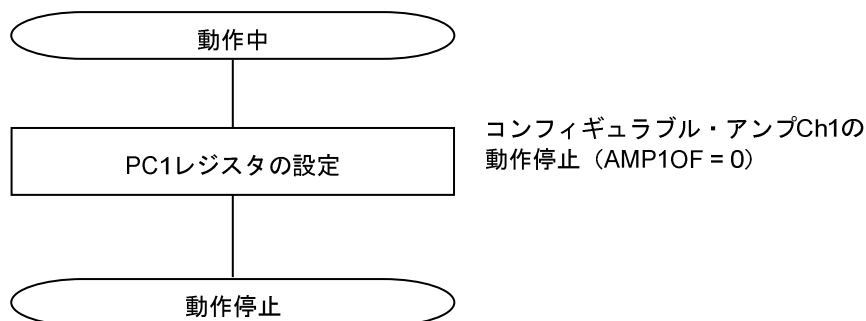 動作中
PC1レジスタの設定
コンフィギュラブル・アンプCh1の
動作停止（AMP1OF = 0）
動作停止